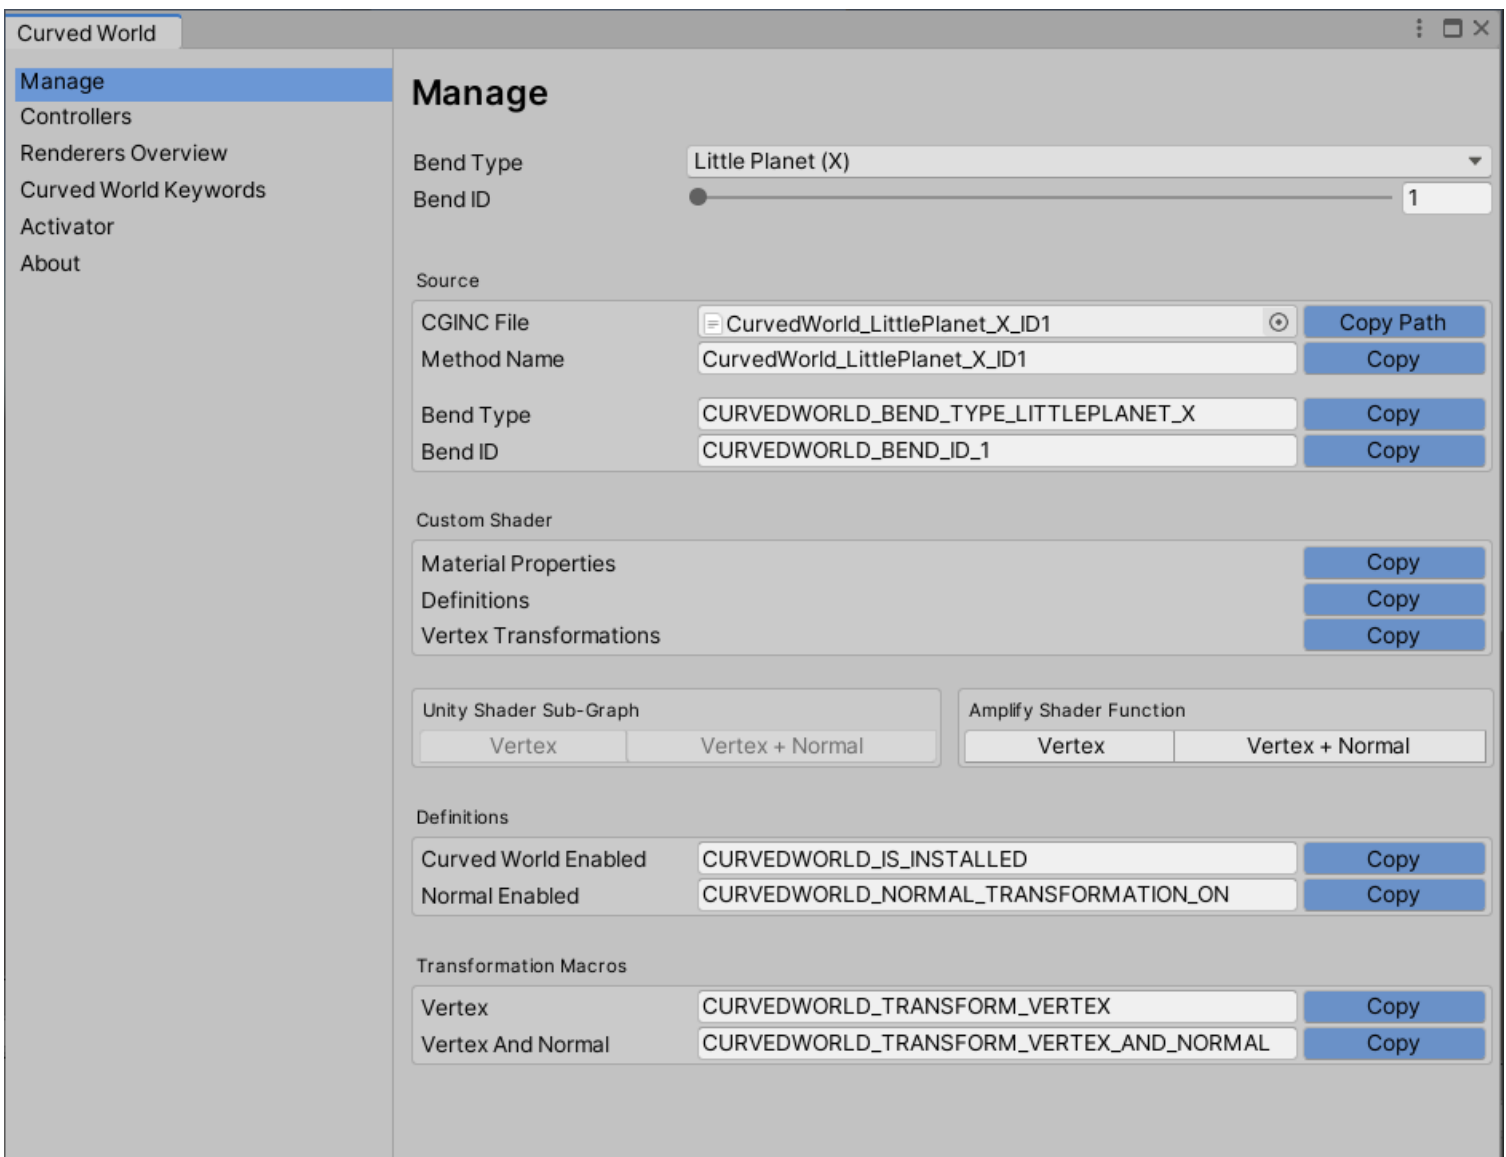 Curved World
Manage
Controllers
Renderers Overview
Curved World Keywords
Activator
About
Manage
Bend Type Little Planet (X)
Bend ID 1
Source
CGINC File CurvedWorld_LittlePlanet_X_ID1 Copy Path
Method Name CurvedWorld_LittlePlanet_X_ID1 Copy
Bend Type CURVEDWORLD_BEND_TYPE_LITTLEPLANET_X Copy
Bend ID CURVEDWORLD_BEND_ID_1 Copy
Custom Shader
Material Properties Copy
Definitions Copy
Vertex Transformations Copy
Unity Shader Sub-Graph
Vertex Vertex + Normal
Amplify Shader Function
Vertex Vertex + Normal
Definitions
Curved World Enabled CURVEDWORLD_IS_INSTALLED Copy
Normal Enabled CURVEDWORLD_NORMAL_TRANSFORMATION_ON Copy
Transformation Macros
Vertex CURVEDWORLD_TRANSFORM_VERTEX Copy
Vertex And Normal CURVEDWORLD_TRANSFORM_VERTEX_AND_NORMAL Copy